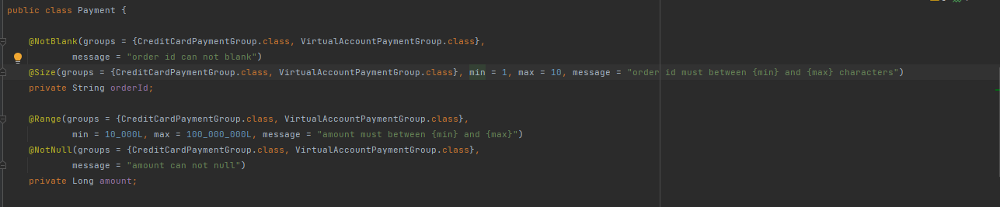 public class Payment {
@NotBlank(groups = {CreditCardPaymentGroup.class, VirtualAccountPaymentGroup.class},
message = "order id can not blank")
@Size(groups = {CreditCardPaymentGroup.class, VirtualAccountPaymentGroup.class}, min = 1, max = 10, message = "order id must between {min} and {max} characters")
private String orderId;
@Range(groups = {CreditCardPaymentGroup.class, VirtualAccountPaymentGroup.class},
min = 10_000L, max = 100_000_000L, message = "amount must between {min} and {max}")
@NotNull(groups = {CreditCardPaymentGroup.class, VirtualAccountPaymentGroup.class},
message = "amount can not null")
private Long amount;